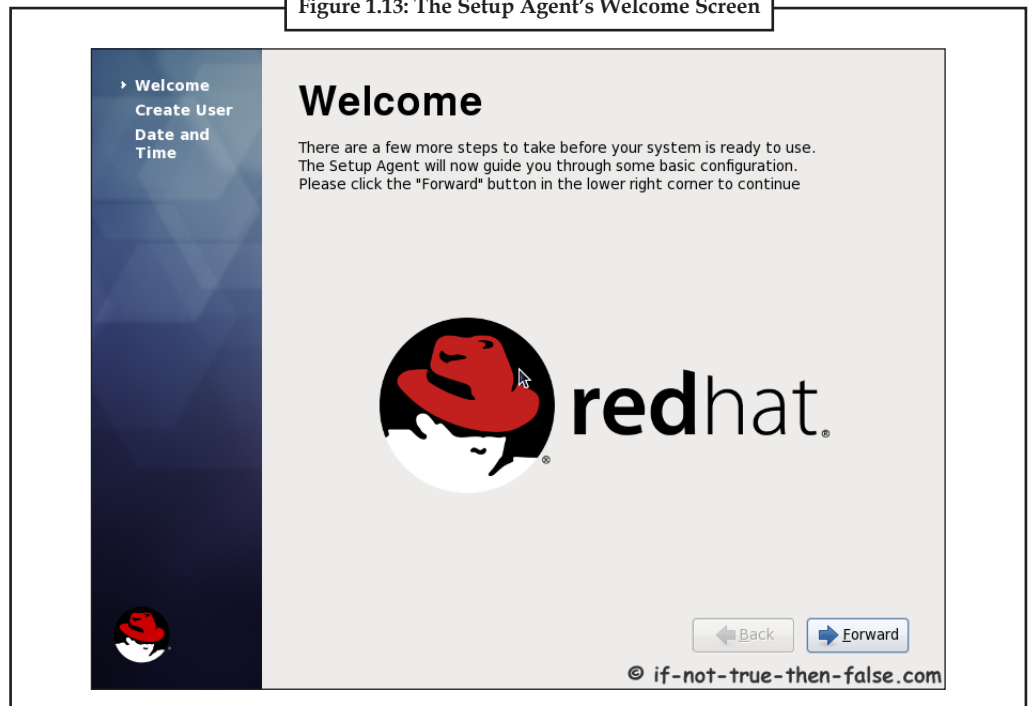 Figure 1.13: The Setup Agent's Welcome Screen
Welcome
Create User
Date and
Time
Welcome
There are a few more steps to take before your system is ready to use.
The Setup Agent will now guide you through some basic configuration.
Please click the "Forward" button in the lower right corner to continue
redhat®
®
Back
Forward
© if-not-true-then-false.com